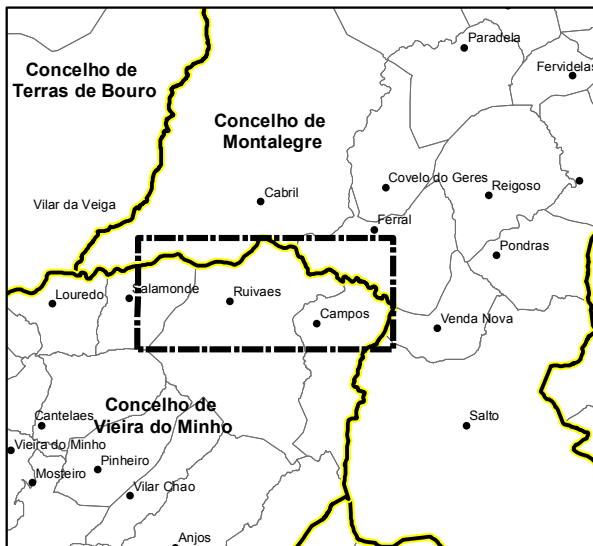 Paradela
Concelho de
Terras de Bouro
Fervidelas
Concelho de
Montalegre
Covelo do Geres
Reigoso
Cabril
Vilar da Veiga
Ferral
Pondras
Louredo
Salamonde
Ruivaes
Campos
Venda Nova
Concelho de
Vieira do Minho
Cantelaes
Salto
Vieira do Minho
Pinheiro
Mosteiro
Vilar Chao
Anjos